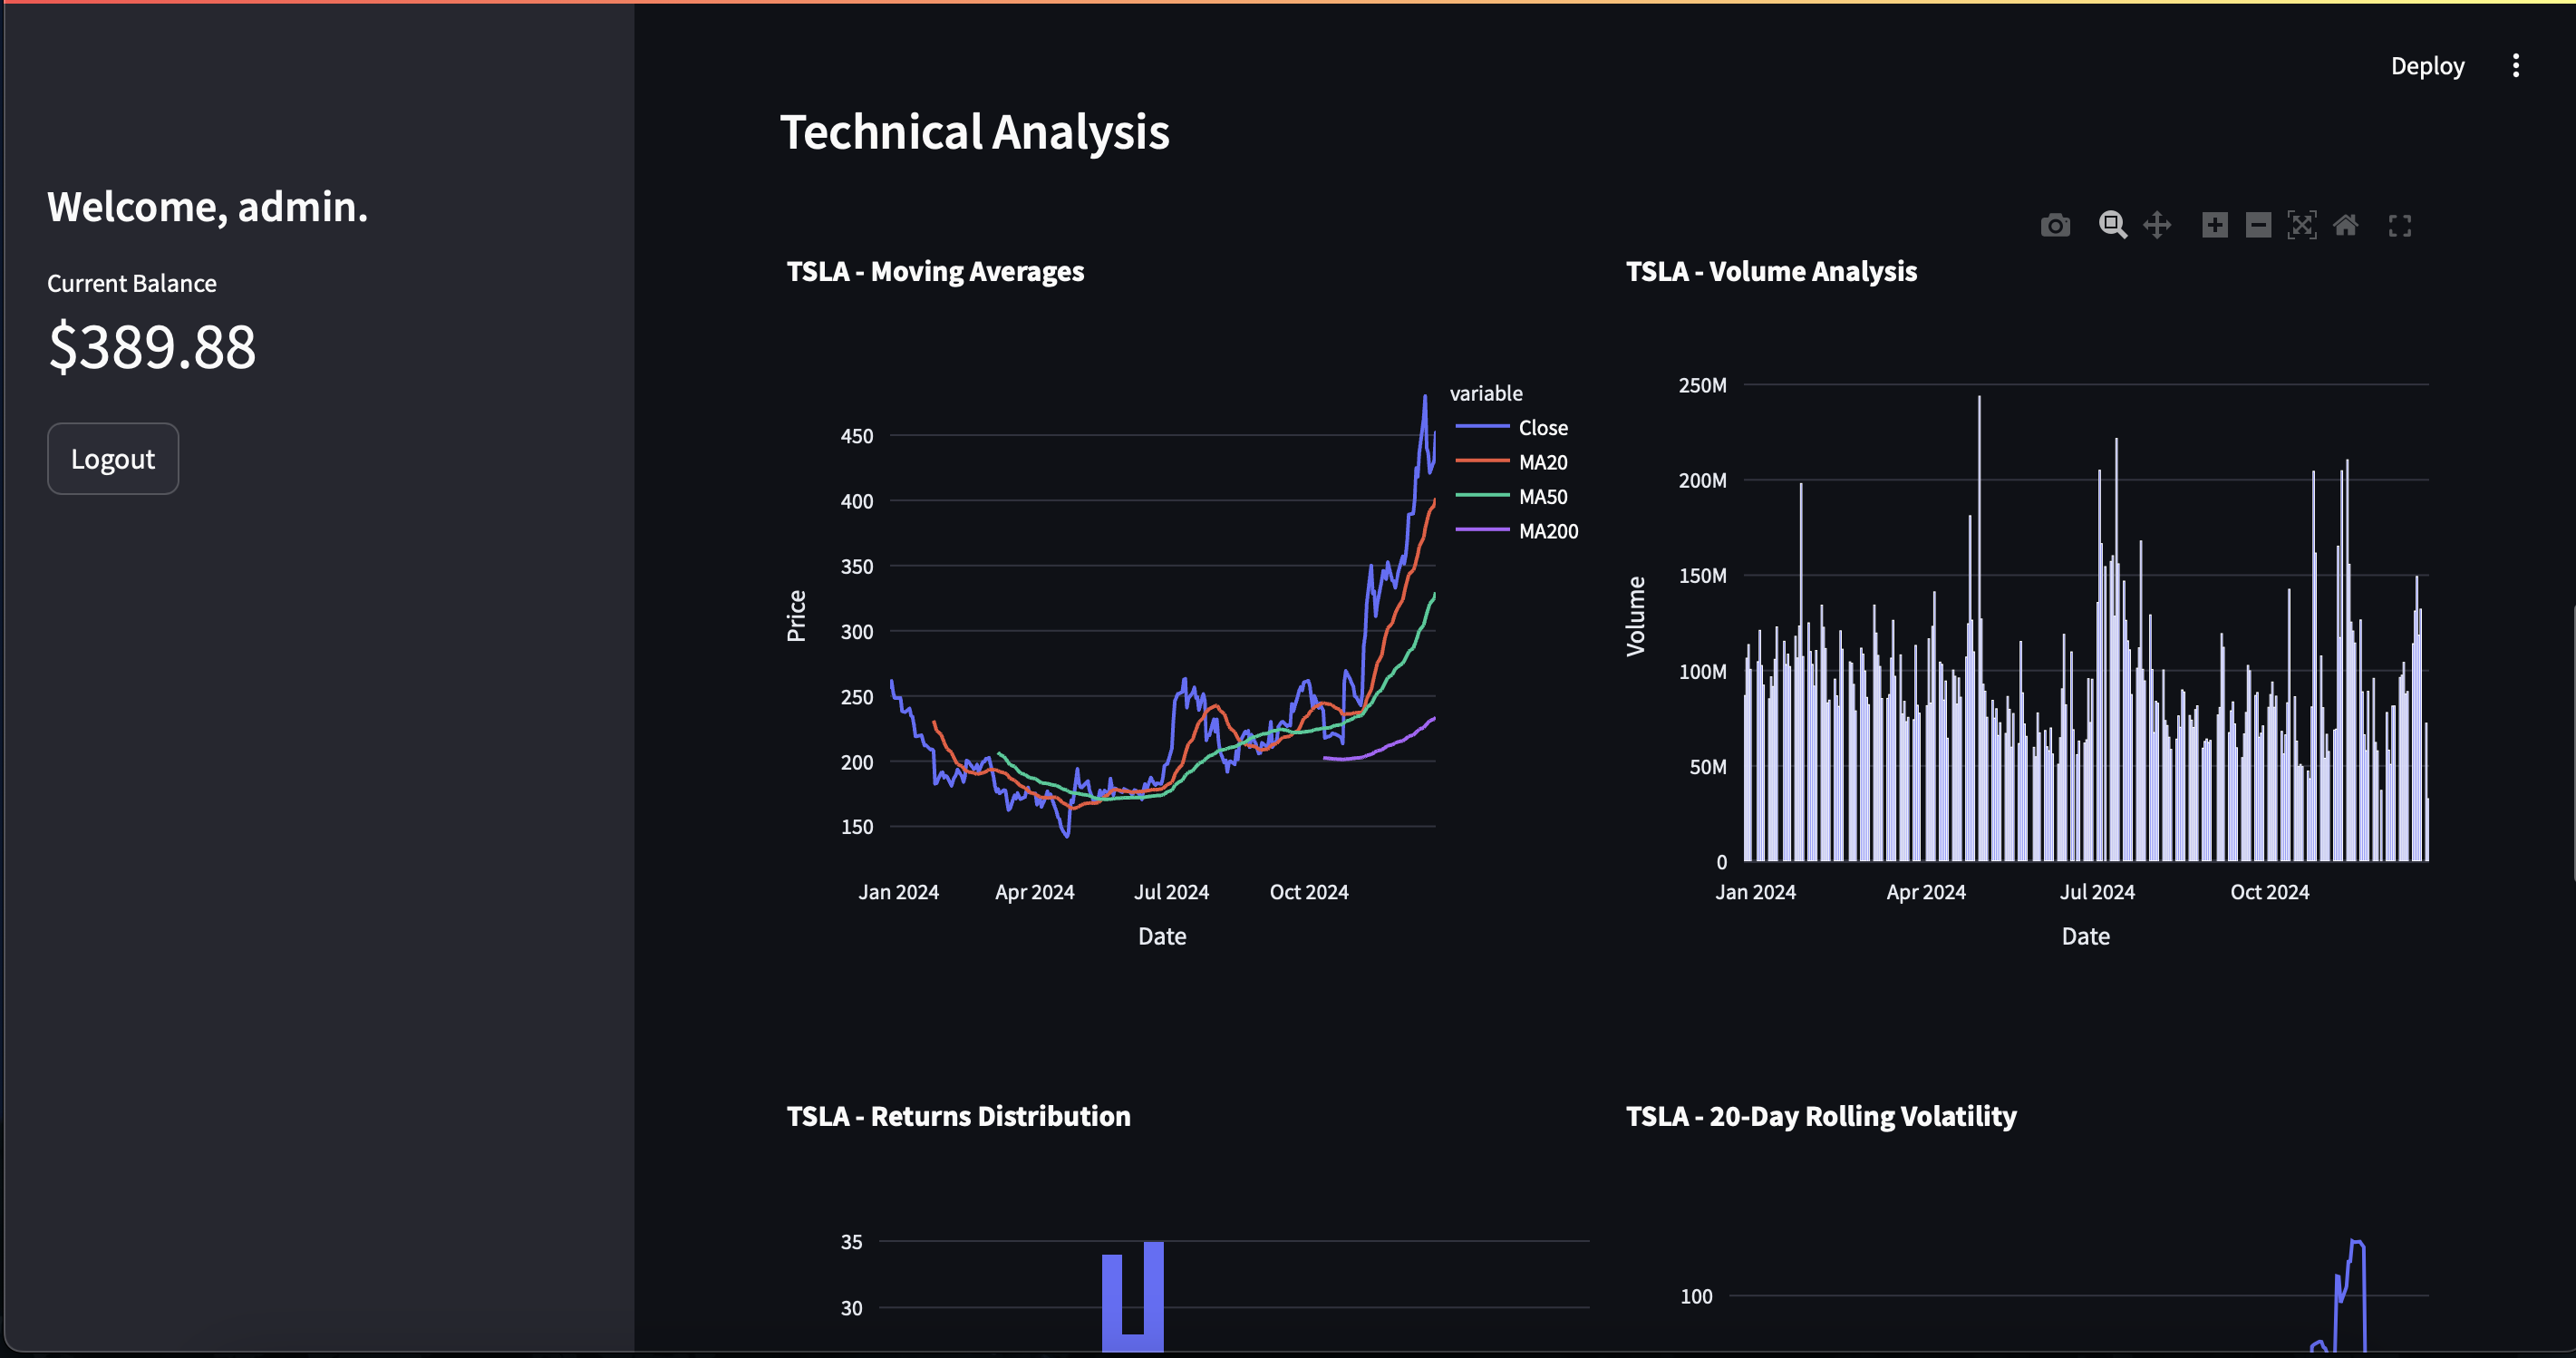 Deploy
Welcome, admin.
Current Balance
$389.88
Logout
Technical Analysis
TSLA - Moving Averages
450
400
350
300
250
200
150
Price
Jan 2024
Apr 2024
Jul 2024
Oct 2024
Date
variable
Close
MA20
MA50
MA200
TSLA - Volume Analysis
250M
200M
150M
100M
50M
0
Volume
Jan 2024
Apr 2024
Jul 2024
Oct 2024
Date
TSLA - Returns Distribution
35
30
TSLA - 20-Day Rolling Volatility
100